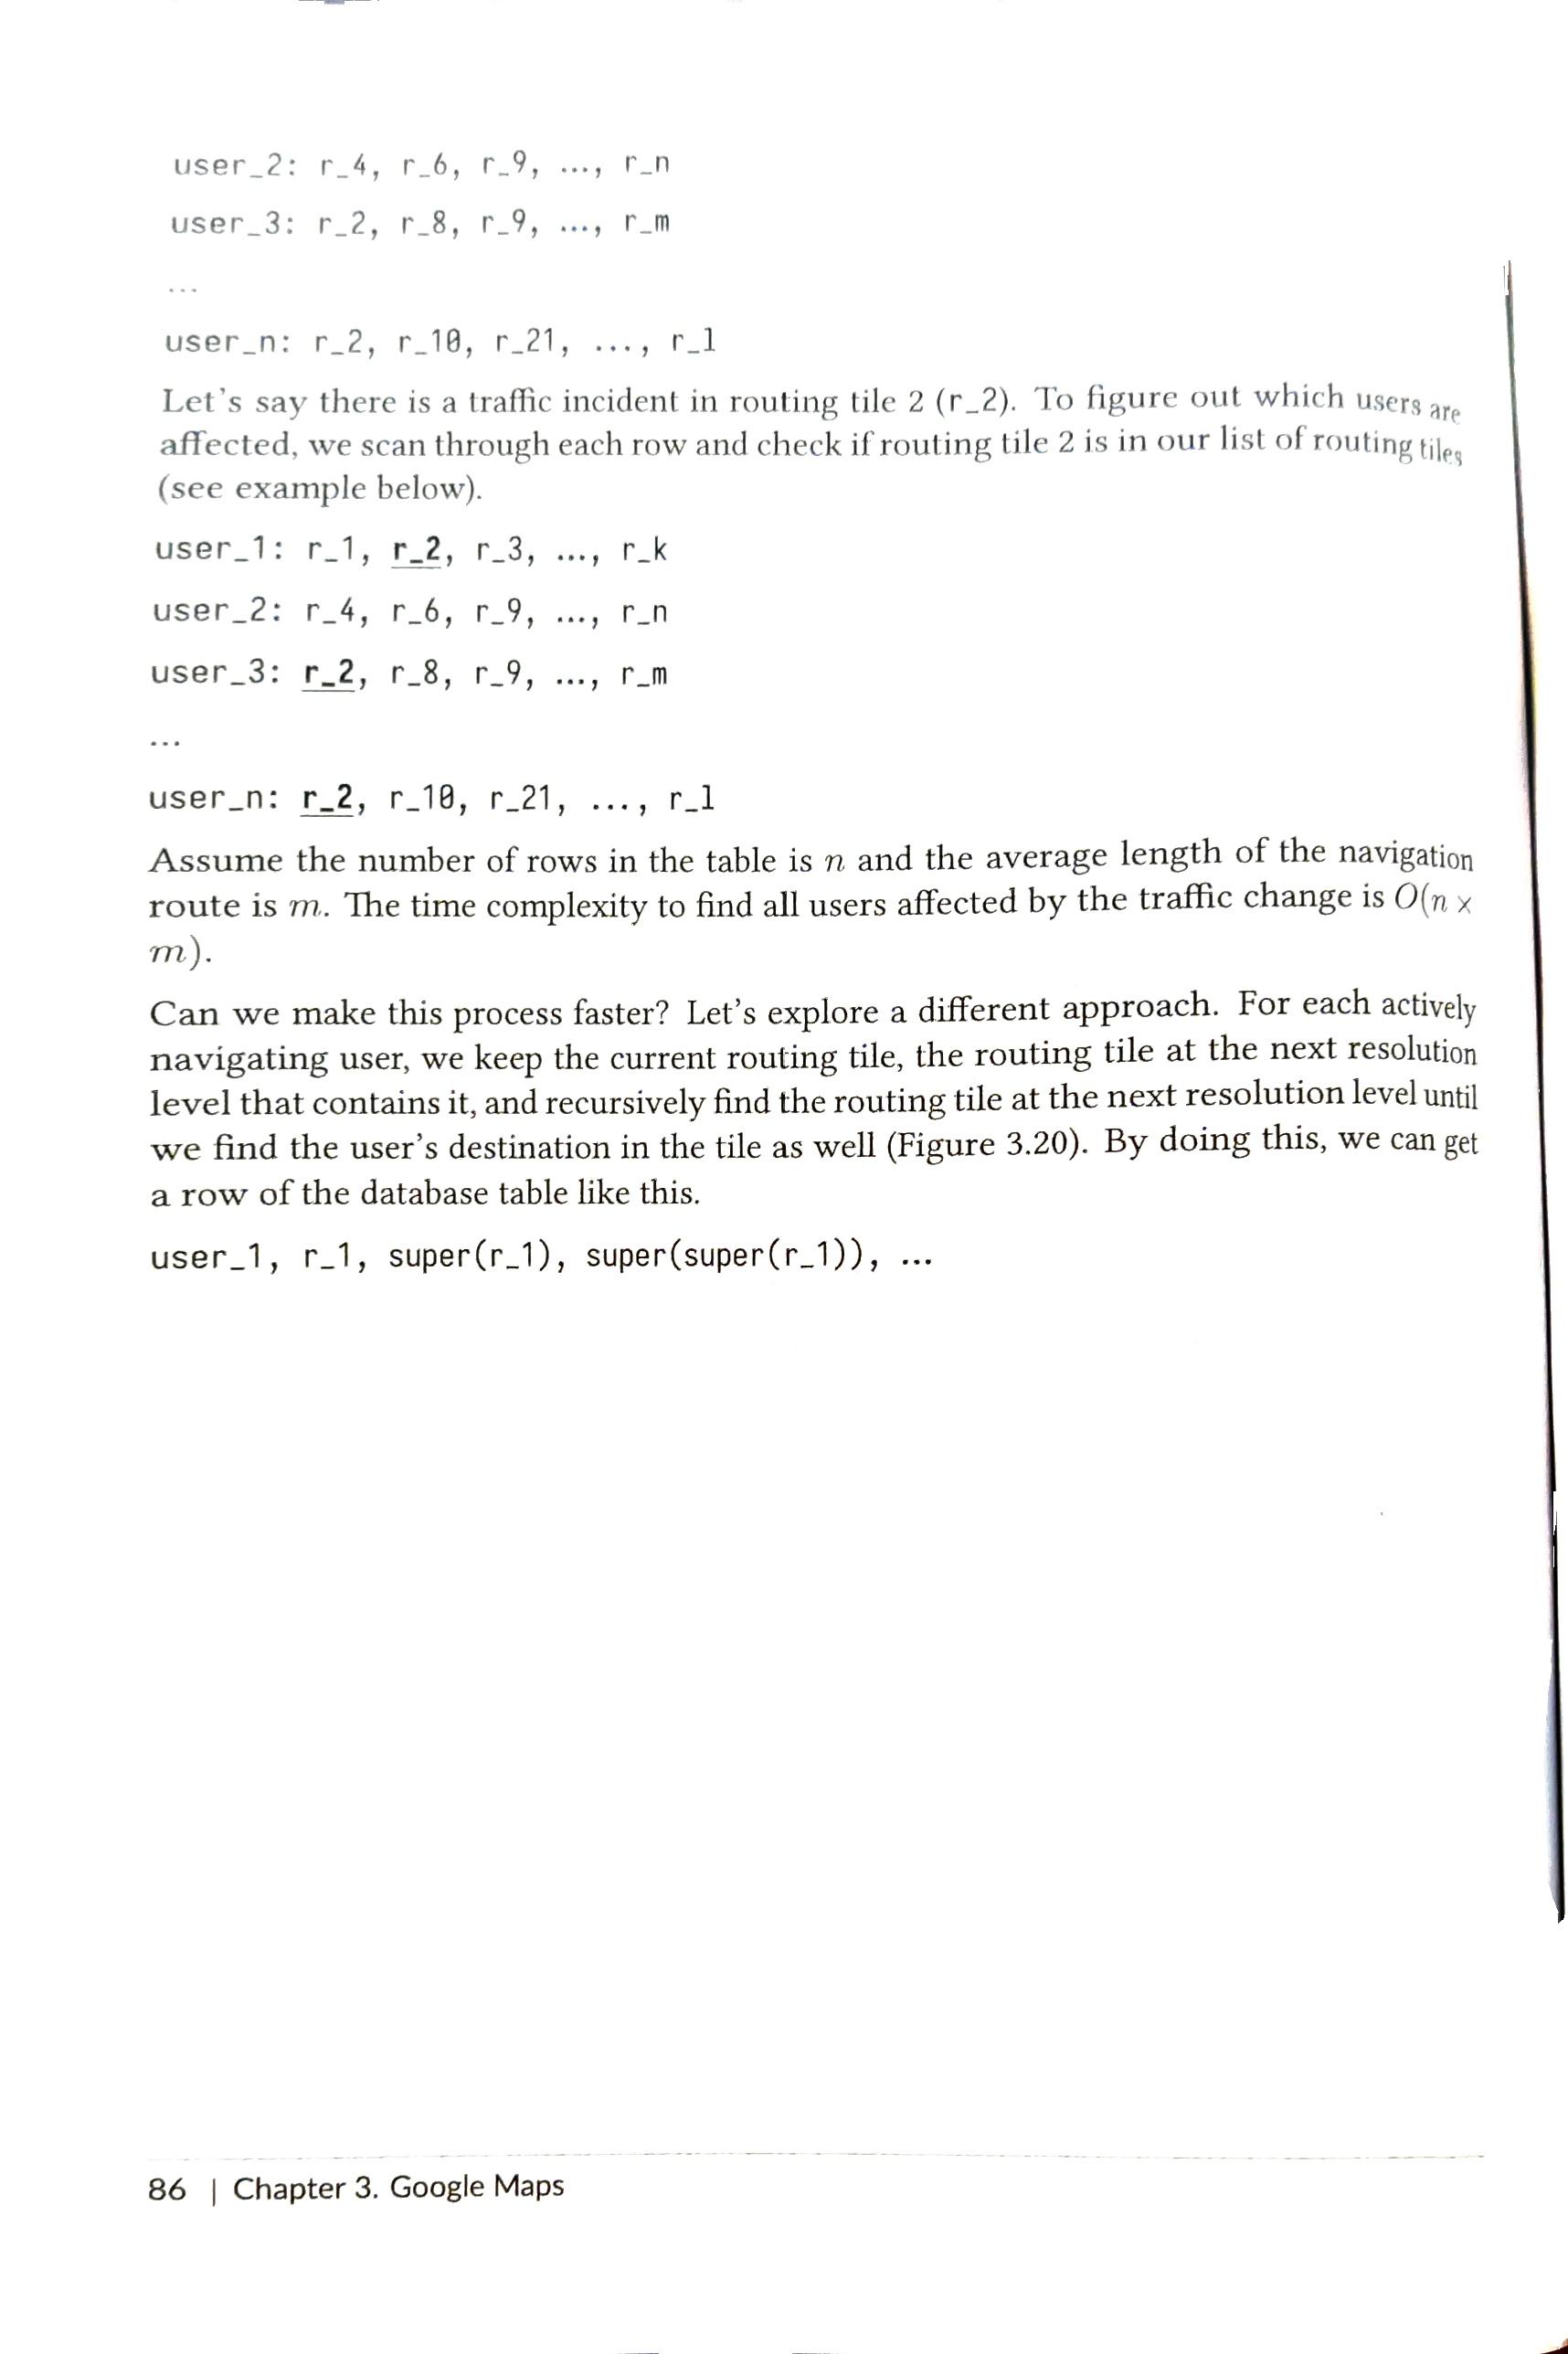 user_2: r_4, r_6, r_9, ..., r_n
user_3: r_2, r_8, r_9, ..., r_m
...
user_n: r_2, r_10, r_21, ..., r_l
Let's say there is a traffic incident in routing tile 2 (r_2). To figure out which users are
affected, we scan through each row and check if routing tile 2 is in our list of routing tiles
(see example below).
user_1: r_1, r_2, r_3, ..., r_k
user_2: r_4, r_6, r_9, ..., r_n
user_3: r_2, r_8, r_9, ..., r_m
...
user_n: r_2, r_10, r_21, ..., r_l
Assume the number of rows in the table is n and the average length of the navigation
route is m. The time complexity to find all users affected by the traffic change is O(n ×
m).
Can we make this process faster? Let's explore a different approach. For each actively
navigating user, we keep the current routing tile, the routing tile at the next resolution
level that contains it, and recursively find the routing tile at the next resolution level until
we find the user's destination in the tile as well (Figure 3.20). By doing this, we can get
a row of the database table like this.
user_1, r_1, super(r_1), super(super(r_1)), ...
86 | Chapter 3. Google Maps